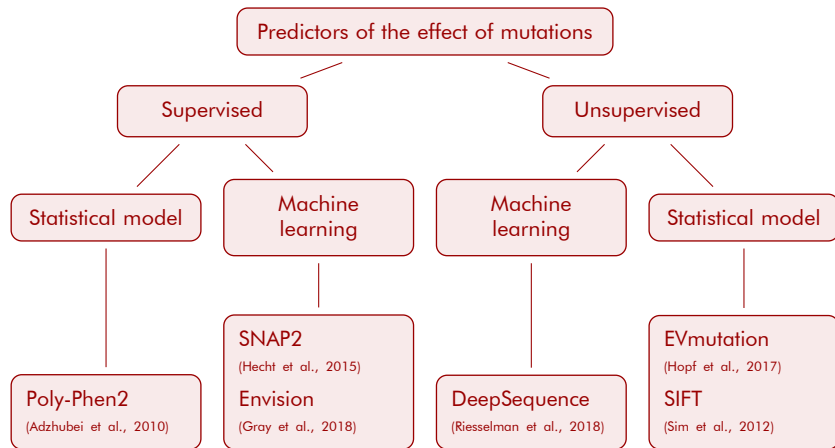 Predictors of the effect of mutations
Supervised
Unsupervised
Statistical model
Machine
learning
Machine
learning
Statistical model
Poly-Phen2
(Adzhubei et al., 2010)
SNAP2
(Hecht et al., 2015)
Envision
(Gray et al., 2018)
DeepSequence
(Riesselman et al., 2018)
EVmutation
(Hopf et al., 2017)
SIFT
(Sim et al., 2012)